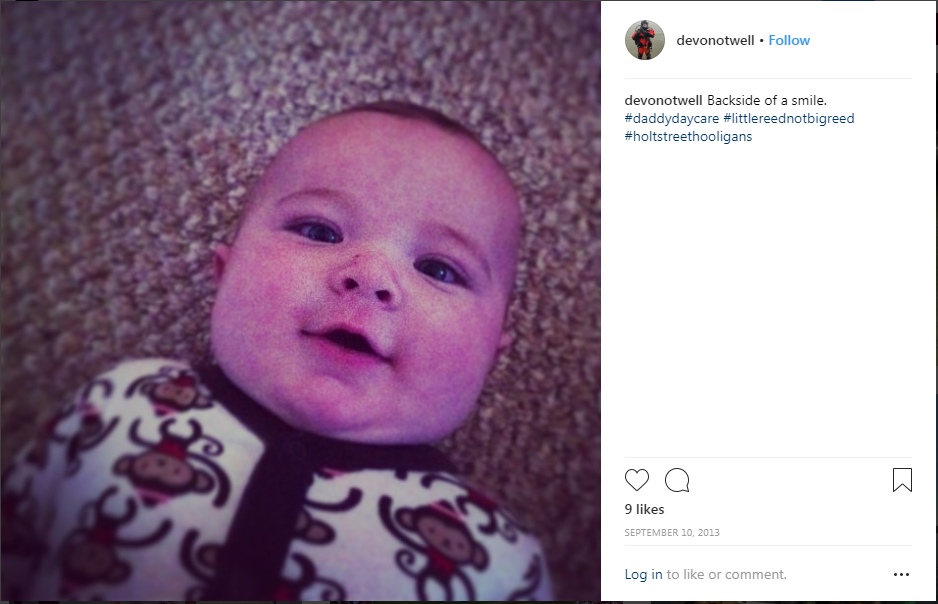 devonotwell • Follow
devonotwell Backside of a smile.
#daddydaycare #littlereednotbigreed
#holtstreethooligans
9 likes
SEPTEMBER 10, 2013
Log in to like or comment.